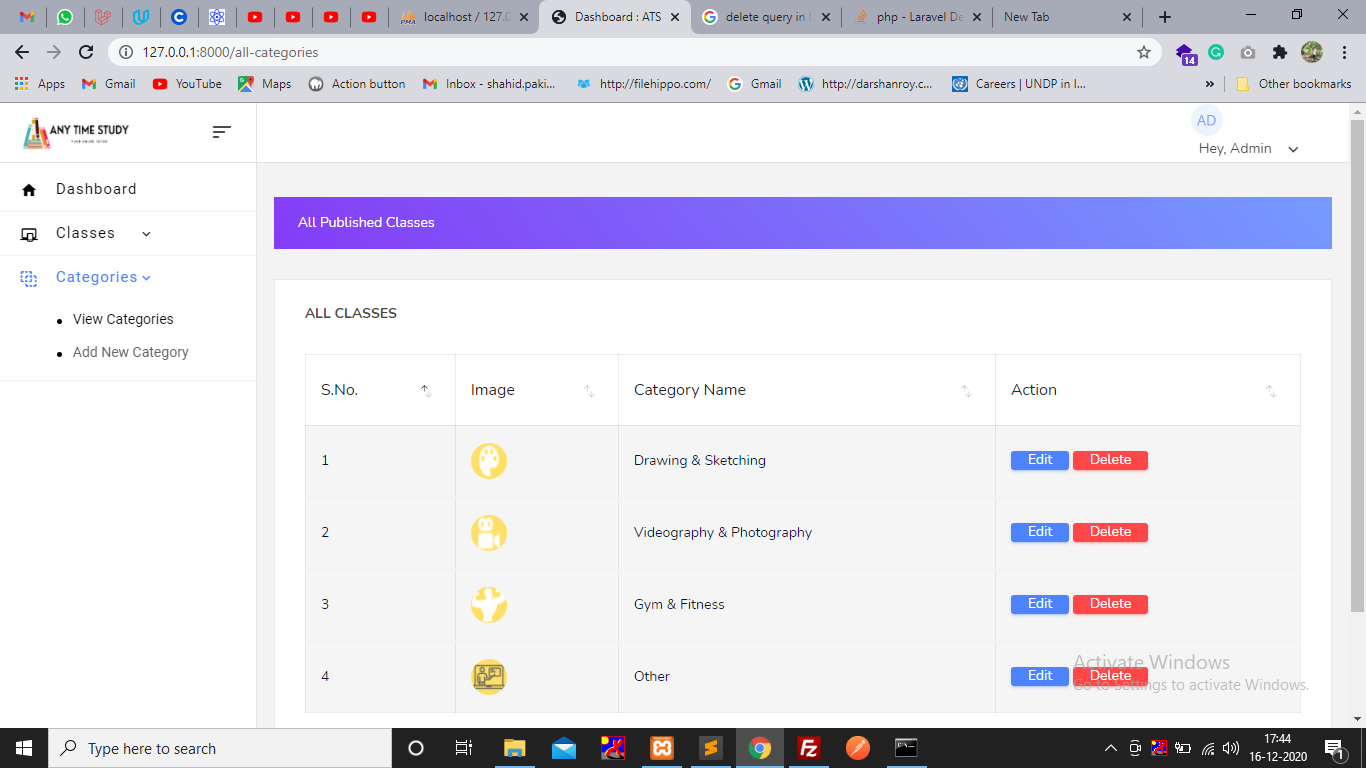 localhost / 127.0
Dashboard : ATS
delete query in l
php - Laravel De
New Tab
127.0.0.1:8000/all-categories
14
Apps
Gmail
YouTube
Maps
Action button
Inbox - shahid.paki...
http://filehippo.com/
Gmail
http://darshanroy.c...
Careers | UNDP in I...
»
Other bookmarks
ANY TIME STUDY
YOUR ONLINE TUTOR
AD
Hey, Admin
Dashboard
Classes
Categories
View Categories
Add New Category
All Published Classes
ALL CLASSES
S.No. Image Category Name Action
1 Drawing & Sketching Edit Delete
2 Videography & Photography Edit Delete
3 Gym & Fitness Edit Delete
4 Other Edit Delete
Activate Windows
Go to Settings to activate Windows.
Type here to search
17:44
16-12-2020
1